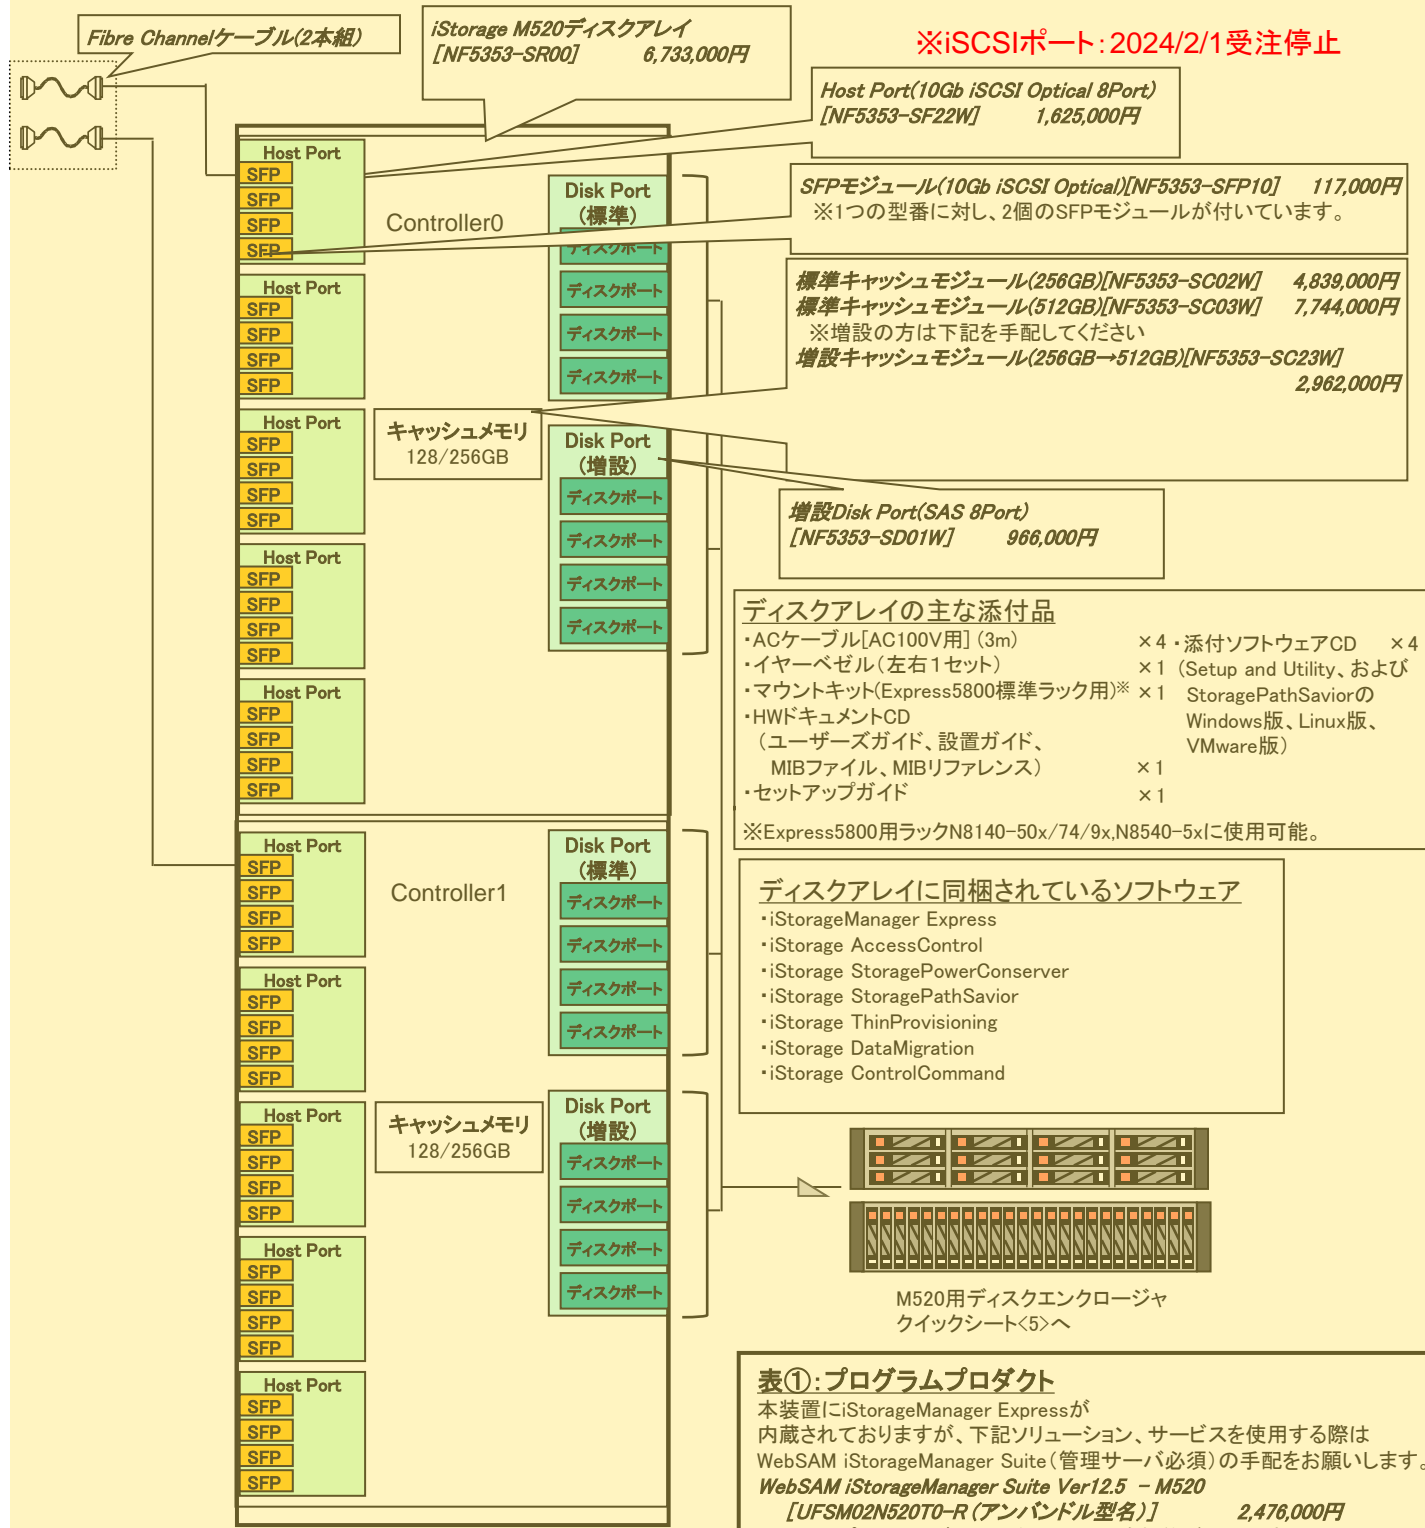 Fibre Channelケーブル(2本組)
iStorage M520ディスクアレイ
[NF5353-SR00] 6,733,000円
※iSCSIポート：2024/2/1受注停止
Host Port(10Gb iSCSI Optical 8Port)
[NF5353-SF22W] 1,625,000円
SFPモジュール(10Gb iSCSI Optical)[NF5353-SFP10] 117,000円
※1つの型番に対し、2個のSFPモジュールが付いています。
標準キャッシュモジュール(256GB)[NF5353-SC02W] 4,839,000円
標準キャッシュモジュール(512GB)[NF5353-SC03W] 7,744,000円
※増設の方は下記を手配してください
増設キャッシュモジュール(256GB→512GB)[NF5353-SC23W]
2,962,000円
増設Disk Port(SAS 8Port)
[NF5353-SD01W] 966,000円
Host Port
SFP
SFP
SFP
SFP
Host Port
SFP
SFP
SFP
SFP
Host Port
SFP
SFP
SFP
SFP
Host Port
SFP
SFP
SFP
SFP
Host Port
SFP
SFP
SFP
SFP
Controller0
キャッシュメモリ
128/256GB
Disk Port
(標準)
ディスクポート
ディスクポート
ディスクポート
ディスクポート
Disk Port
(増設)
ディスクポート
ディスクポート
ディスクポート
ディスクポート
Host Port
SFP
SFP
SFP
SFP
Host Port
SFP
SFP
SFP
SFP
Host Port
SFP
SFP
SFP
SFP
Host Port
SFP
SFP
SFP
SFP
Host Port
SFP
SFP
SFP
SFP
Controller1
キャッシュメモリ
128/256GB
Disk Port
(標準)
ディスクポート
ディスクポート
ディスクポート
ディスクポート
Disk Port
(増設)
ディスクポート
ディスクポート
ディスクポート
ディスクポート
ディスクアレイの主な添付品
・ACケーブル[AC100V用] (3m) ×4
・イヤーベゼル（左右１セット） ×1
・マウントキット(Express5800標準ラック用)※ ×1
・HWドキュメントCD
（ユーザーズガイド、設置ガイド、
MIBファイル、MIBリファレンス） ×1
・セットアップガイド ×1
・添付ソフトウェアCD ×4
(Setup and Utility、および
StoragePathSaviorの
Windows版、Linux版、
VMware版)
※Express5800用ラックN8140-50x/74/9x,N8540-5xに使用可能。
ディスクアレイに同梱されているソフトウェア
・iStorageManager Express
・iStorage AccessControl
・iStorage StoragePowerConserver
・iStorage StoragePathSavior
・iStorage ThinProvisioning
・iStorage DataMigration
・iStorage ControlCommand
M520用ディスクエンクロージャ
クイックシート<5>へ
表①：プログラムプロダクト
本装置にiStorageManager Expressが
内蔵されておりますが、下記ソリューション、サービスを使用する際は
WebSAM iStorageManager Suite（管理サーバ必須）の手配をお願いします。
WebSAM iStorageManager Suite Ver12.5 - M520
[UFSM02N520T0-R (アンバンドル型名)] 2,476,000円